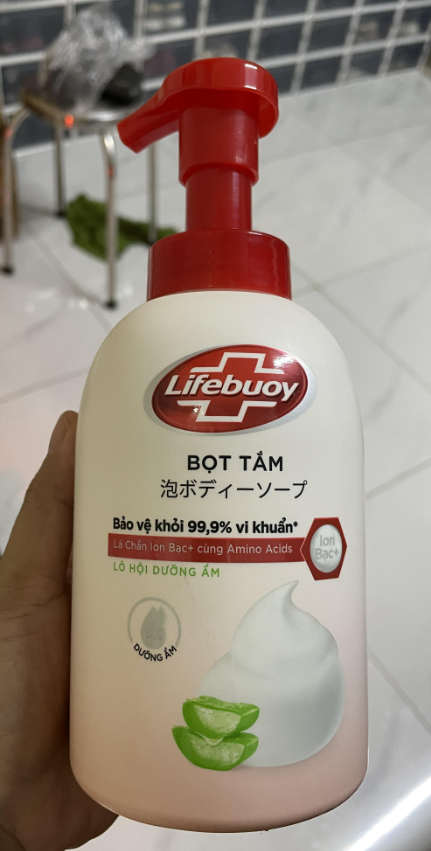 Lifebuoy
BỌT TẮM
泡ボディーソープ
Bảo vệ khỏi 99,9% vi khuẩn*
Lá Chắn Ion Bạc+ cùng Amino Acids
Ion
Bạc+
LÔ HỘI DƯỠNG ẨM
DƯỠNG ẨM